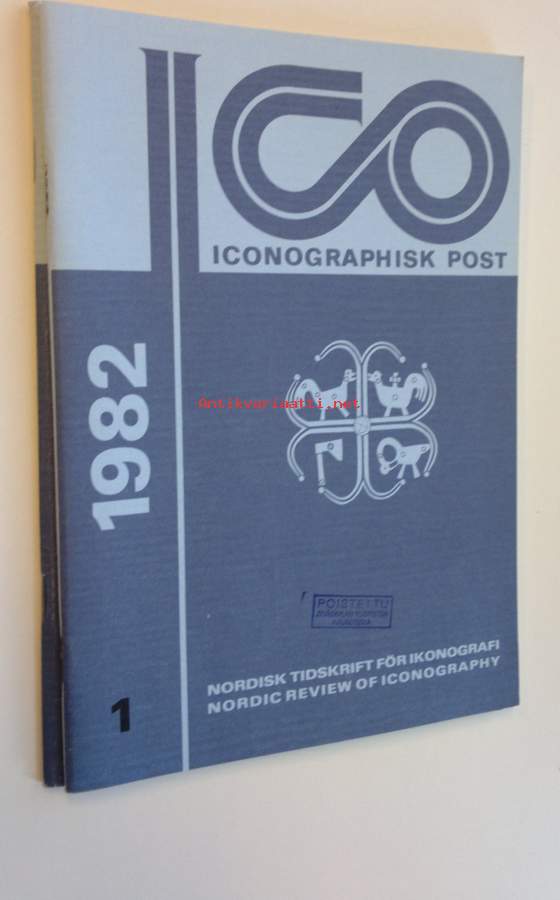 ICO
ICONOGRAPHISK POST
1982
Antikvariaatti.net
POISTETTU
NORDISK TIDSKRIFT FÖR IKONOGRAFI
NORDIC REVIEW OF ICONOGRAPHY
1